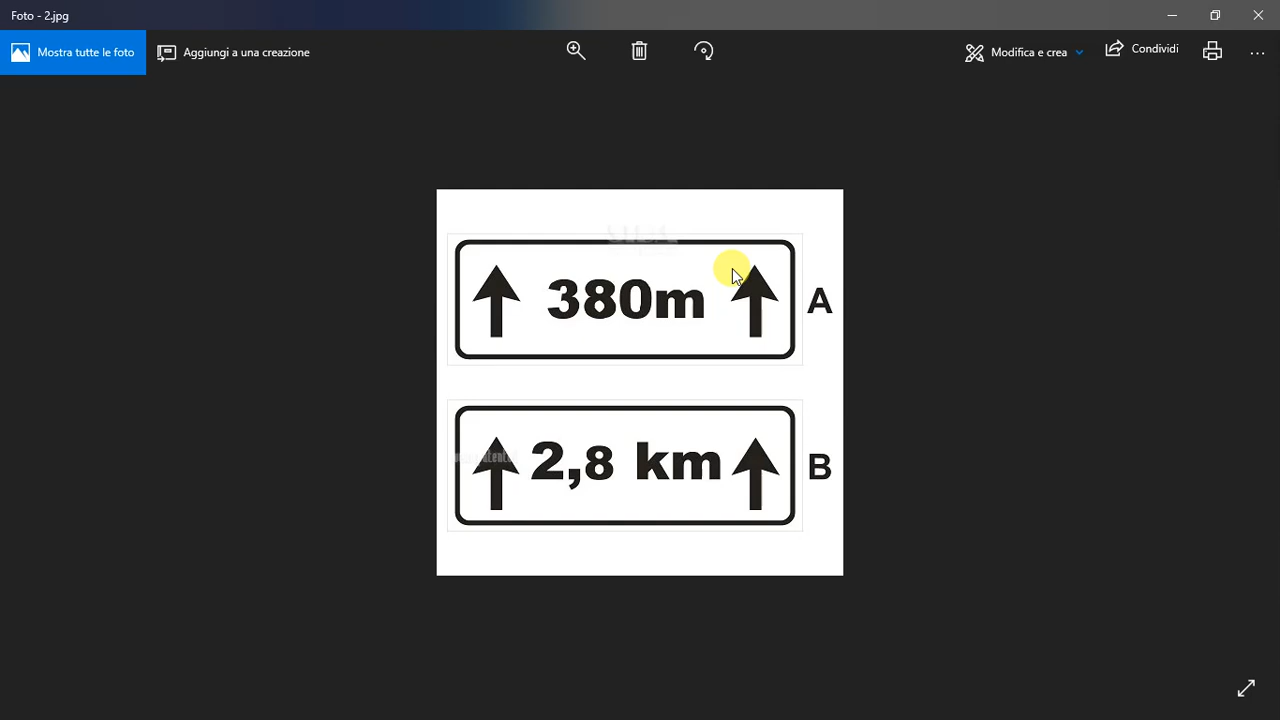 Foto - 2.jpg
Mostra tutte le foto
Aggiungi a una creazione
Modifica e crea
Condividi
380m
A
2,8 km
B